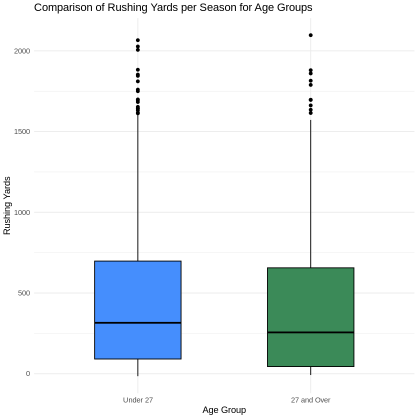 Comparison of Rushing Yards per Season for Age Groups
2000
1500
1000
500
0
Rushing Yards
Under 27
27 and Over
Age Group